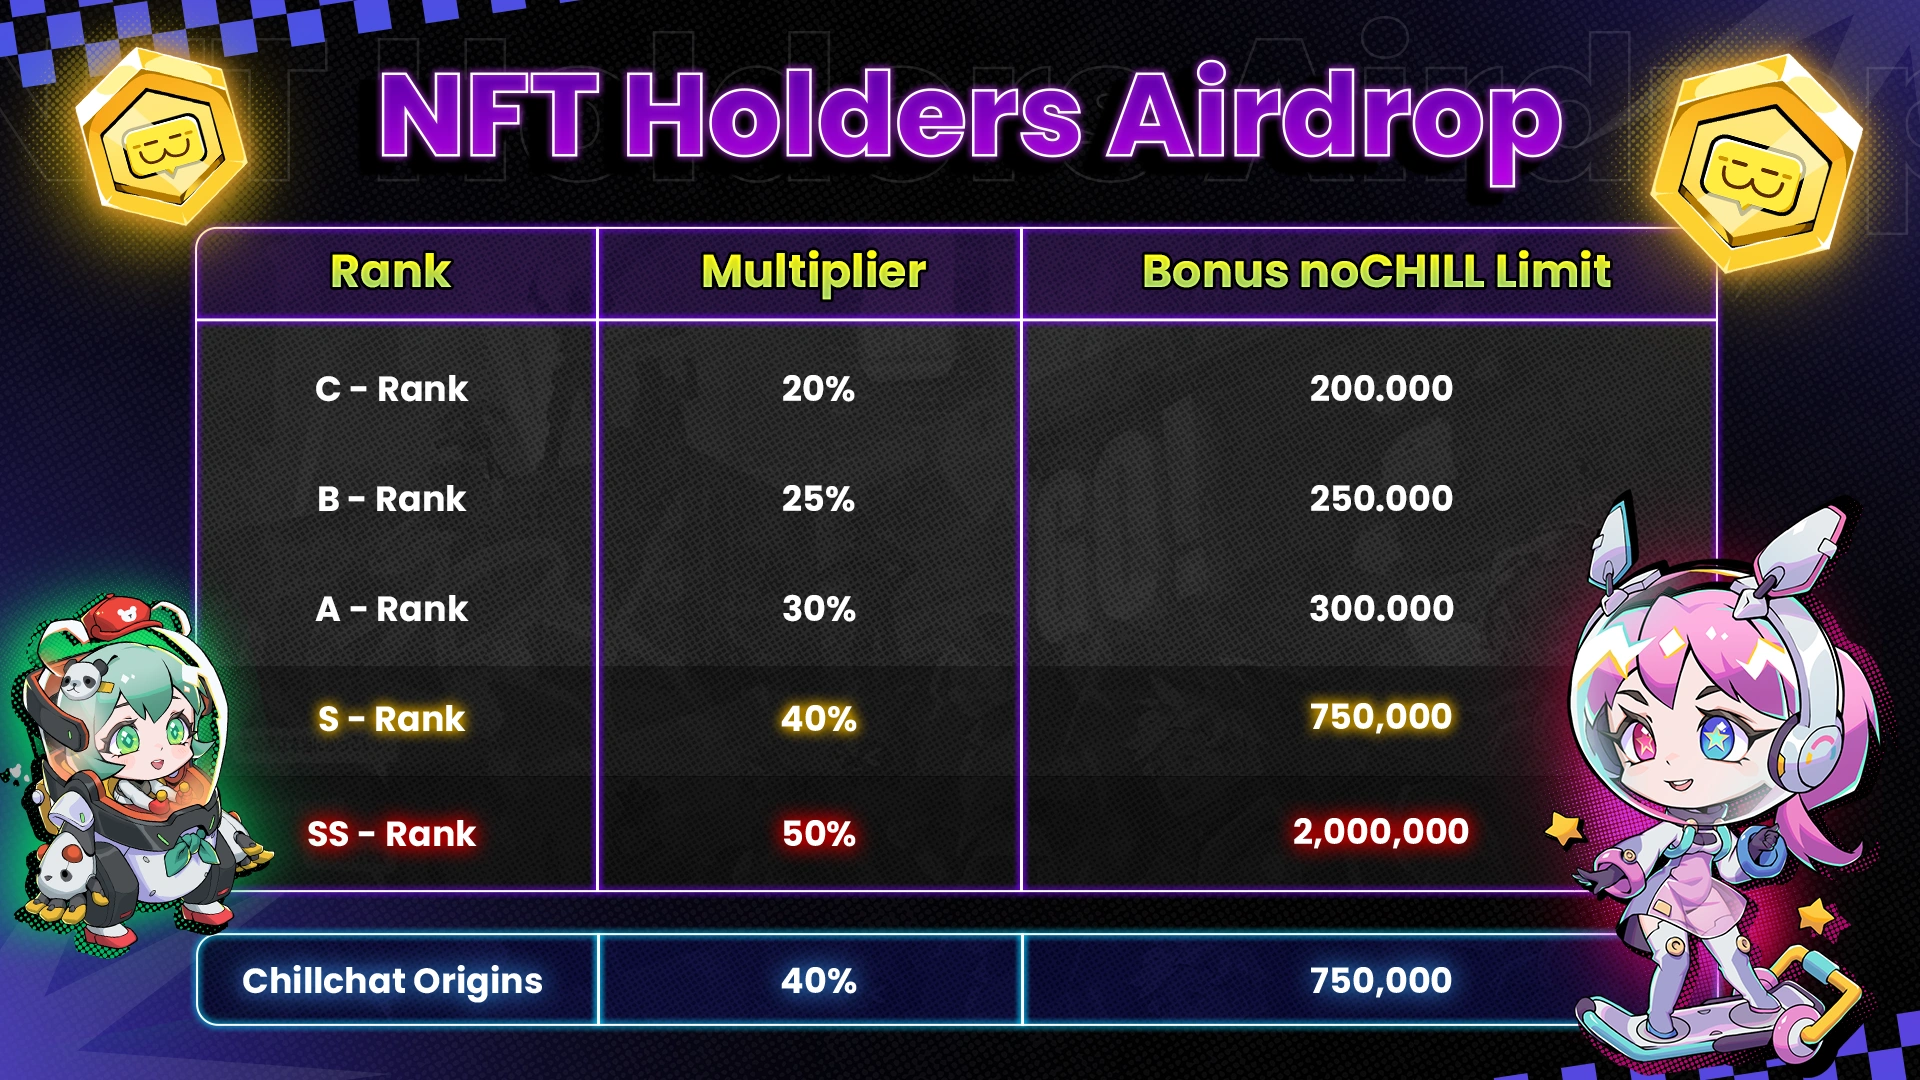 NFT Holders Airdrop
Rank Multiplier Bonus noCHILL Limit
C - Rank 20% 200.000
B - Rank 25% 250.000
A - Rank 30% 300.000
S - Rank 40% 750,000
SS - Rank 50% 2,000,000
Chillchat Origins 40% 750,000